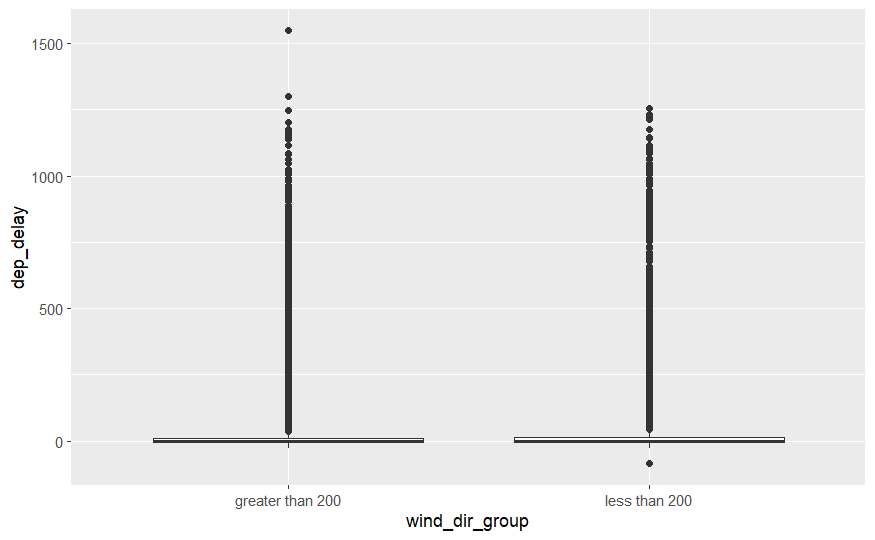 1500
1000
500
0
dep_delay
greater than 200
less than 200
wind_dir_group